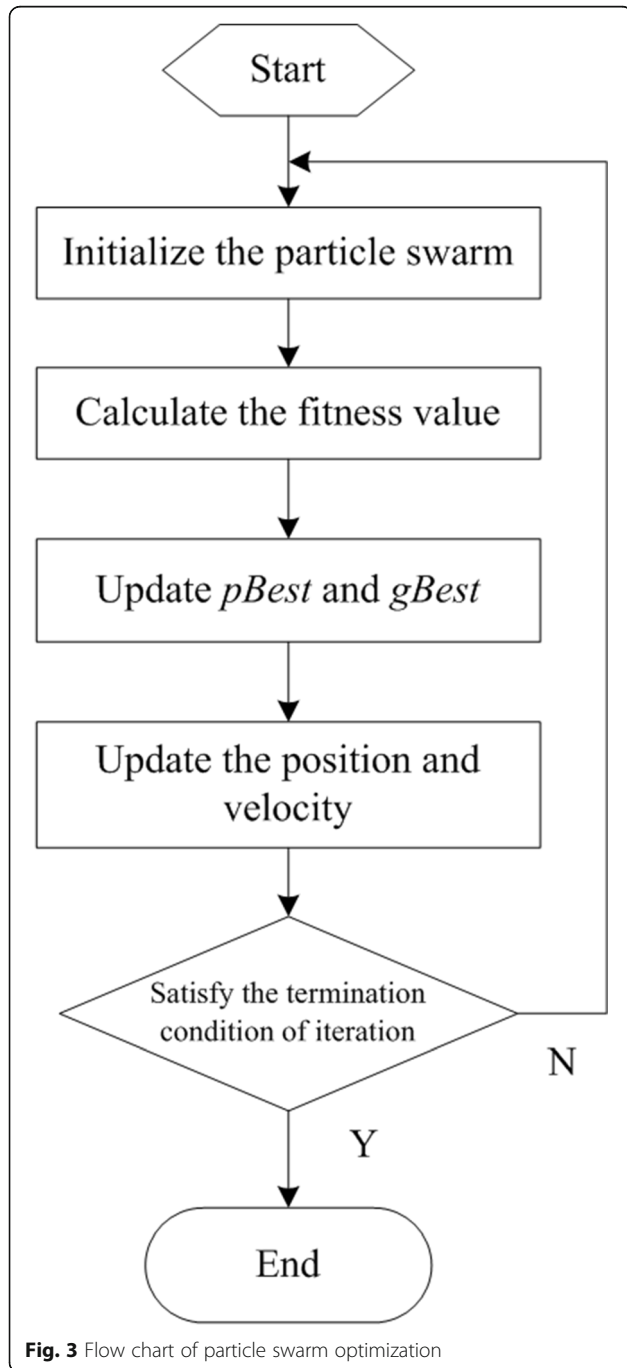 Start
Initialize the particle swarm
Calculate the fitness value
Update pBest and gBest
Update the position and
velocity
Satisfy the termination
condition of iteration
N
Y
End
Fig. 3 Flow chart of particle swarm optimization